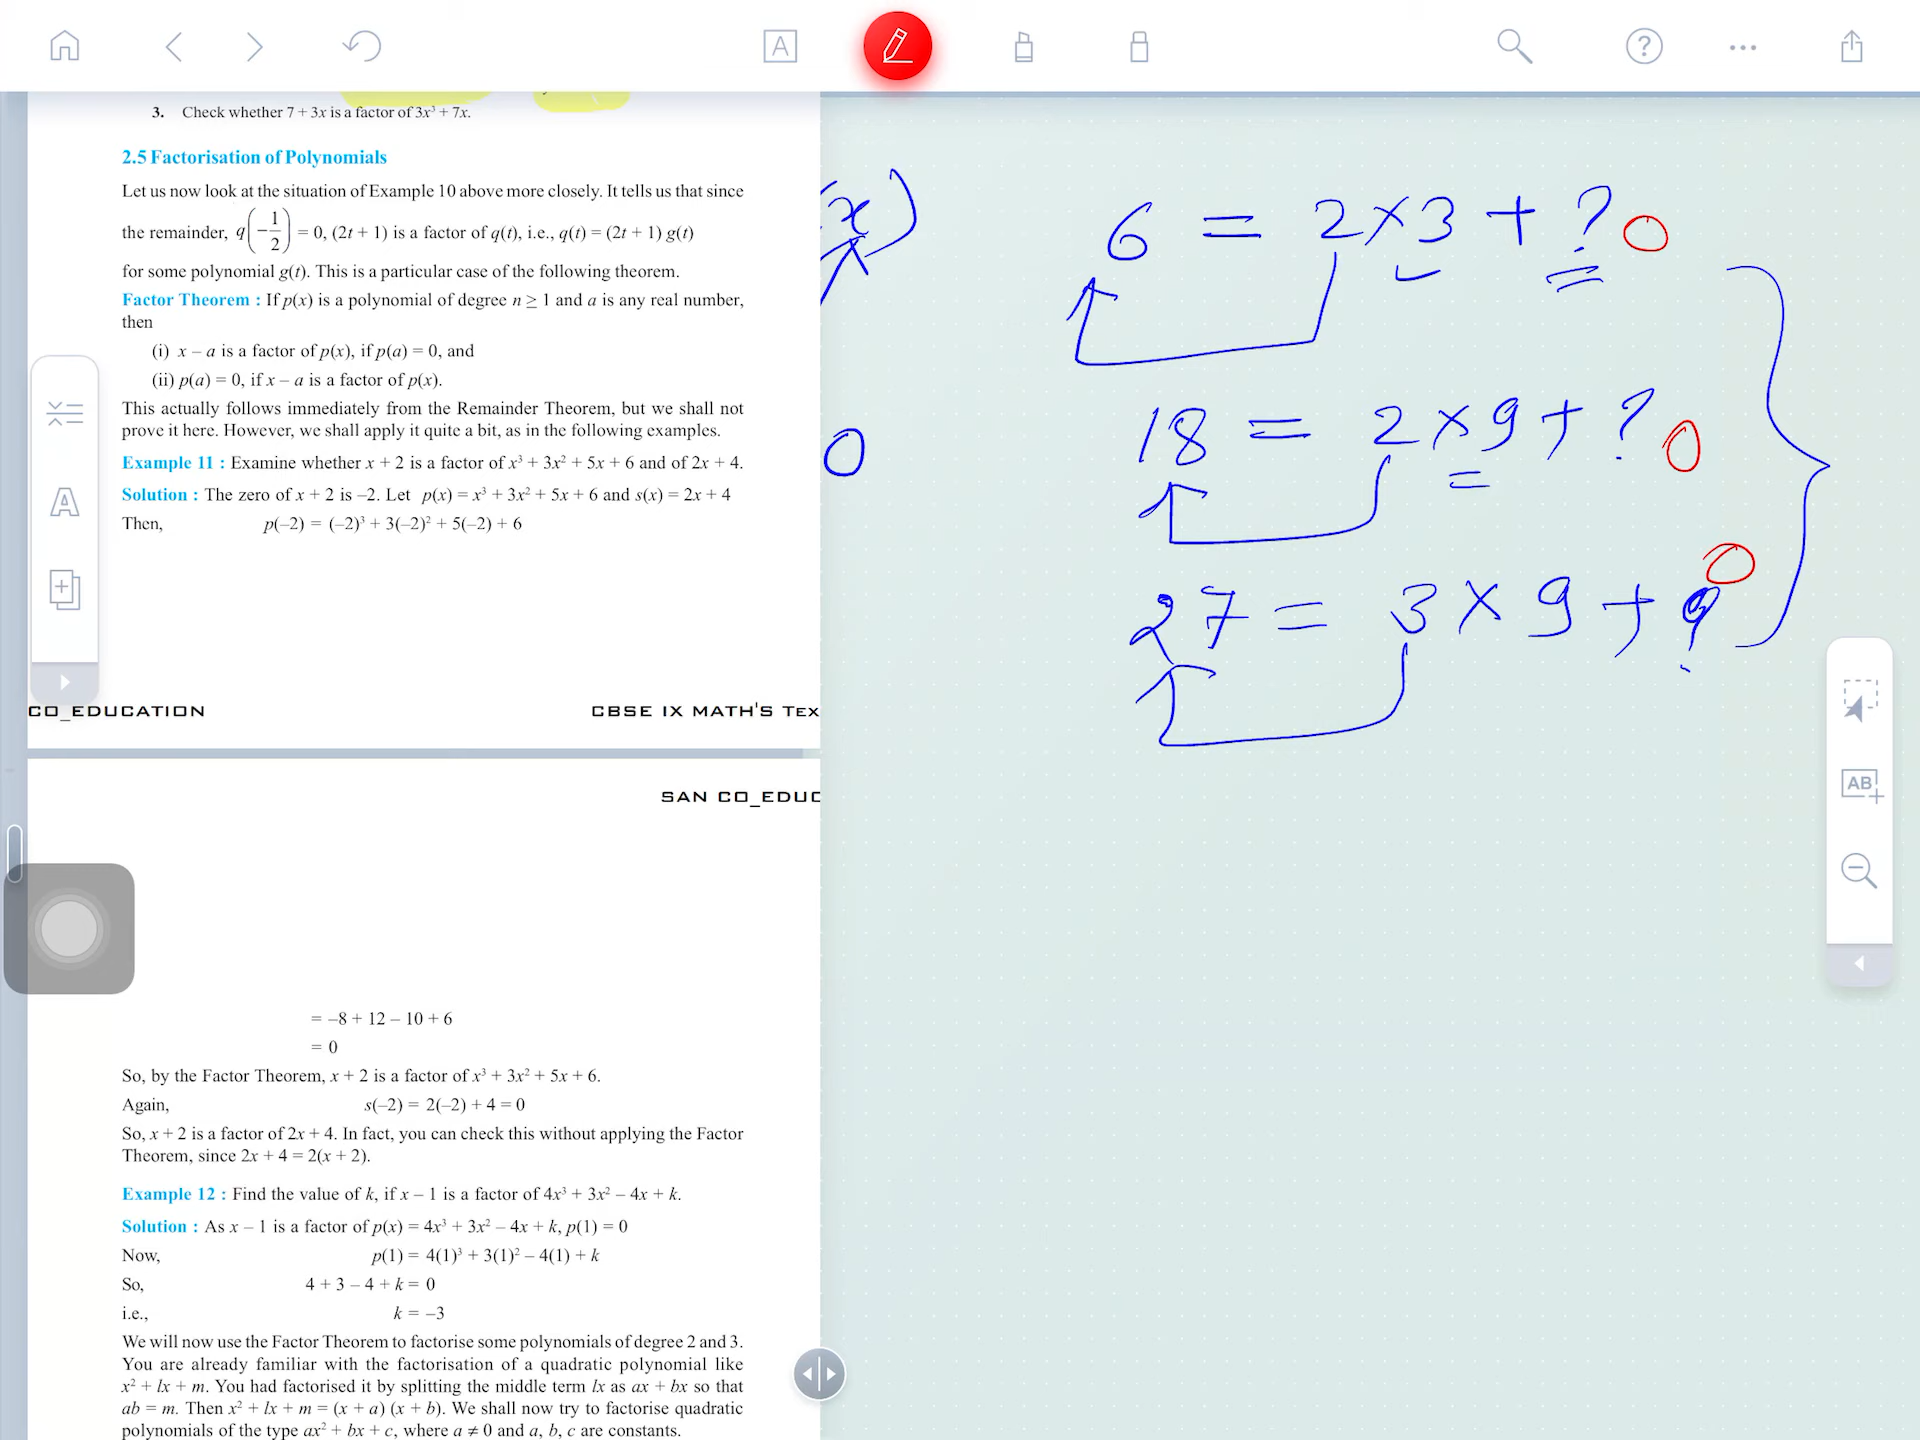 3. Check whether 7 + 3x is a factor of 3x³ + 7x.
2.5 Factorisation of Polynomials
Let us now look at the situation of Example 10 above more closely. It tells us that since
the remainder, q(-1/2) = 0, (2t + 1) is a factor of q(t), i.e., q(t) = (2t + 1) g(t)
for some polynomial g(t). This is a particular case of the following theorem.
Factor Theorem : If p(x) is a polynomial of degree n ≥ 1 and a is any real number,
then
(i) x – a is a factor of p(x), if p(a) = 0, and
(ii) p(a) = 0, if x – a is a factor of p(x).
This actually follows immediately from the Remainder Theorem, but we shall not
prove it here. However, we shall apply it quite a bit, as in the following examples.
Example 11 : Examine whether x + 2 is a factor of x³ + 3x² + 5x + 6 and of 2x + 4.
Solution : The zero of x + 2 is –2. Let p(x) = x³ + 3x² + 5x + 6 and s(x) = 2x + 4
Then, p(–2) = (–2)³ + 3(–2)² + 5(–2) + 6
CO_EDUCATION CBSE IX MATH'S TEX
SAN CO_EDUC
= –8 + 12 – 10 + 6
= 0
So, by the Factor Theorem, x + 2 is a factor of x³ + 3x² + 5x + 6.
Again, s(–2) = 2(–2) + 4 = 0
So, x + 2 is a factor of 2x + 4. In fact, you can check this without applying the Factor
Theorem, since 2x + 4 = 2(x + 2).
Example 12 : Find the value of k, if x – 1 is a factor of 4x³ + 3x² – 4x + k.
Solution : As x – 1 is a factor of p(x) = 4x³ + 3x² – 4x + k, p(1) = 0
Now, p(1) = 4(1)³ + 3(1)² – 4(1) + k
So, 4 + 3 – 4 + k = 0
i.e., k = –3
We will now use the Factor Theorem to factorise some polynomials of degree 2 and 3.
You are already familiar with the factorisation of a quadratic polynomial like
x² + lx + m. You had factorised it by splitting the middle term lx as ax + bx so that
ab = m. Then x² + lx + m = (x + a) (x + b). We shall now try to factorise quadratic
polynomials of the type ax² + bx + c, where a ≠ 0 and a, b, c are constants.
(x)
0
6 = 2 × 3 + ? 0
18 = 2 × 9 + ? 0
27 = 3 × 9 + ? 0
A
A
AB